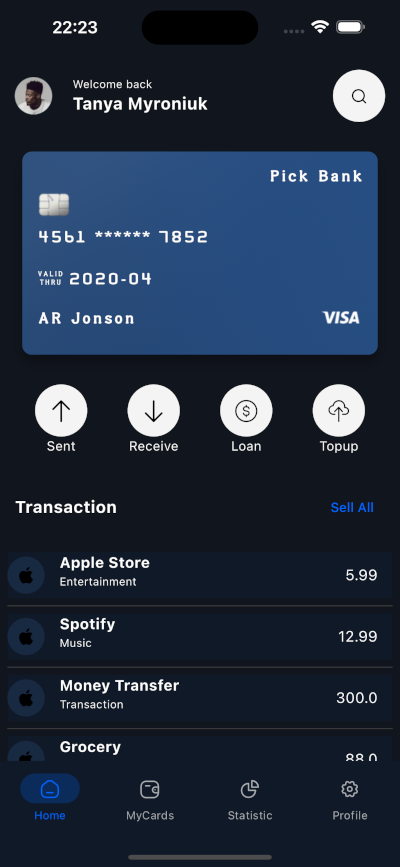 22:23
Welcome back
Tanya Myroniuk
Pick Bank
4561 ****** 7852
VALID THRU 2020-04
AR Jonson VISA
Sent Receive Loan Topup
Transaction Sell All
Apple Store
Entertainment 5.99
Spotify
Music 12.99
Money Transfer
Transaction 300.0
Grocery
88.0
Home MyCards Statistic Profile